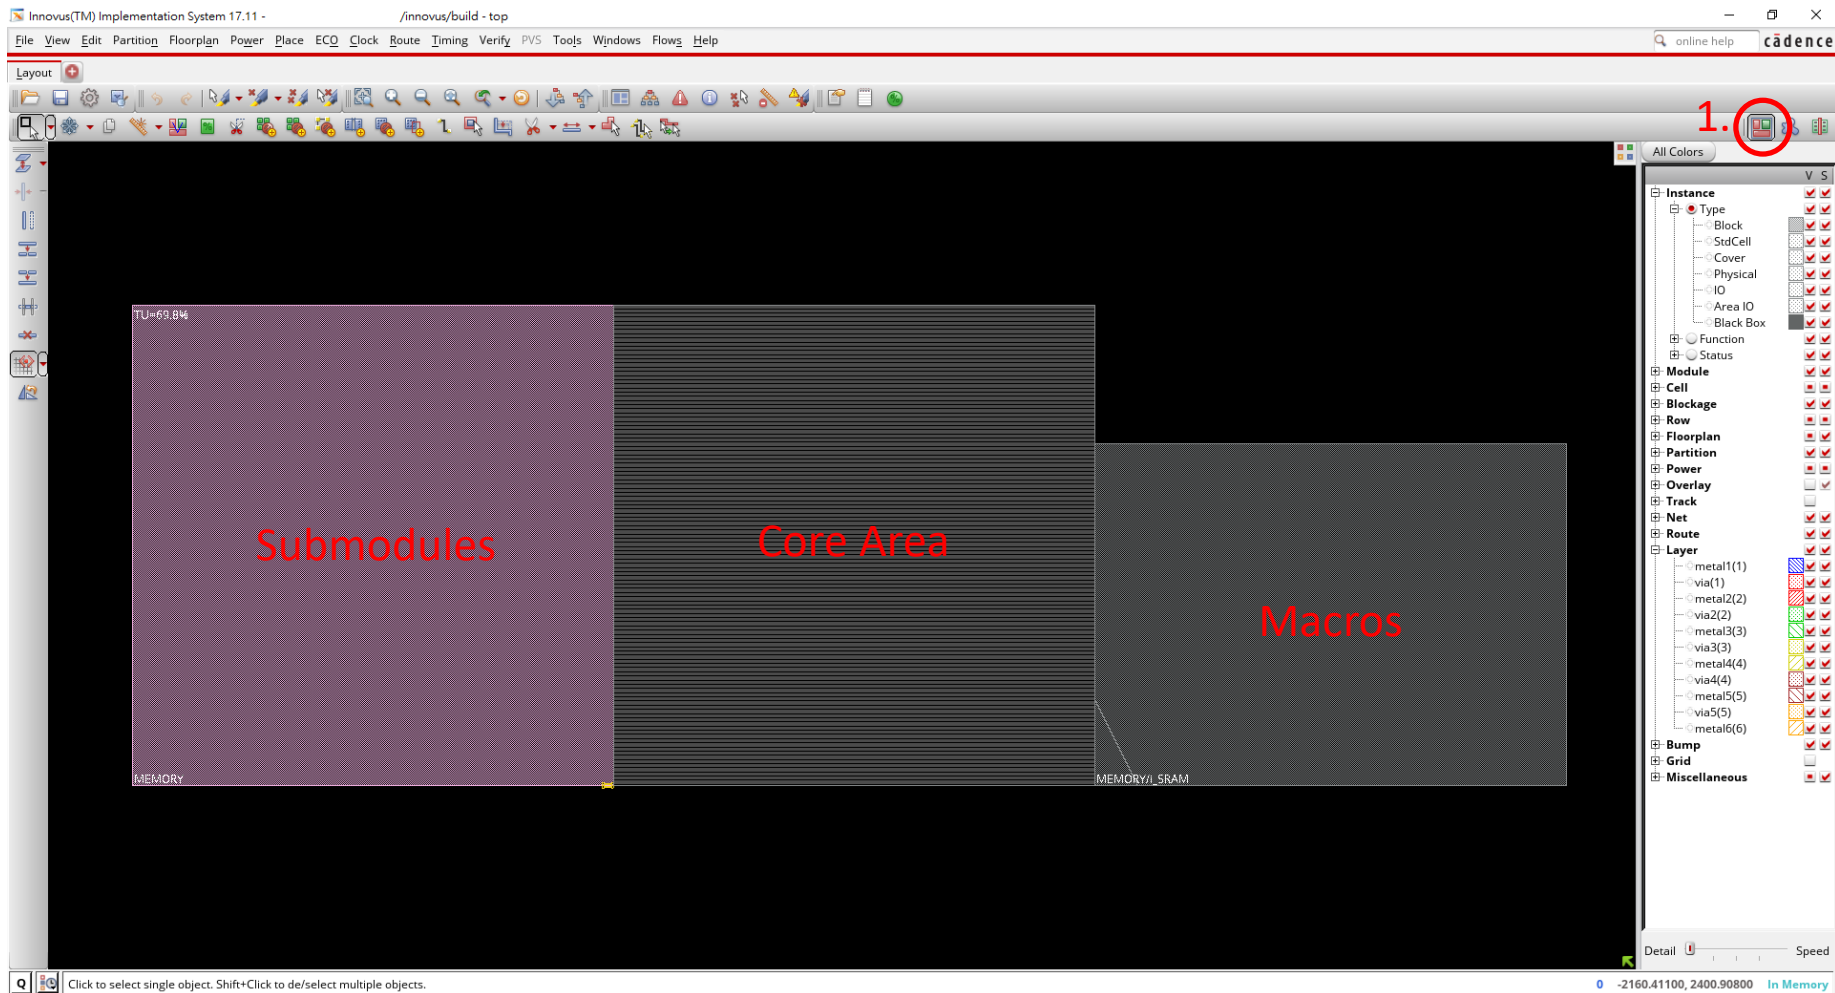 Innovus(TM) Implementation System 17.11 - /innovus/build - top
File View Edit Partition Floorplan Power Place ECO Clock Route Timing Verify PVS Tools Windows Flows Help
online help
cādence
Layout
1.
All Colors
V S
Instance
Type
Block
StdCell
Cover
Physical
IO
Area IO
Black Box
Function
Status
Module
Cell
Blockage
Row
Floorplan
Partition
Power
Overlay
Track
Net
Route
Layer
metal1(1)
via(1)
metal2(2)
via2(2)
metal3(3)
via3(3)
metal4(4)
via4(4)
metal5(5)
via5(5)
metal6(6)
Bump
Grid
Miscellaneous
TU=69.8%
Submodules
Core Area
Macros
MEMORY
MEMORY/i_SRAM
Detail Speed
Q
Click to select single object. Shift+Click to de/select multiple objects.
0 -2160.41100, 2400.90800 In Memory